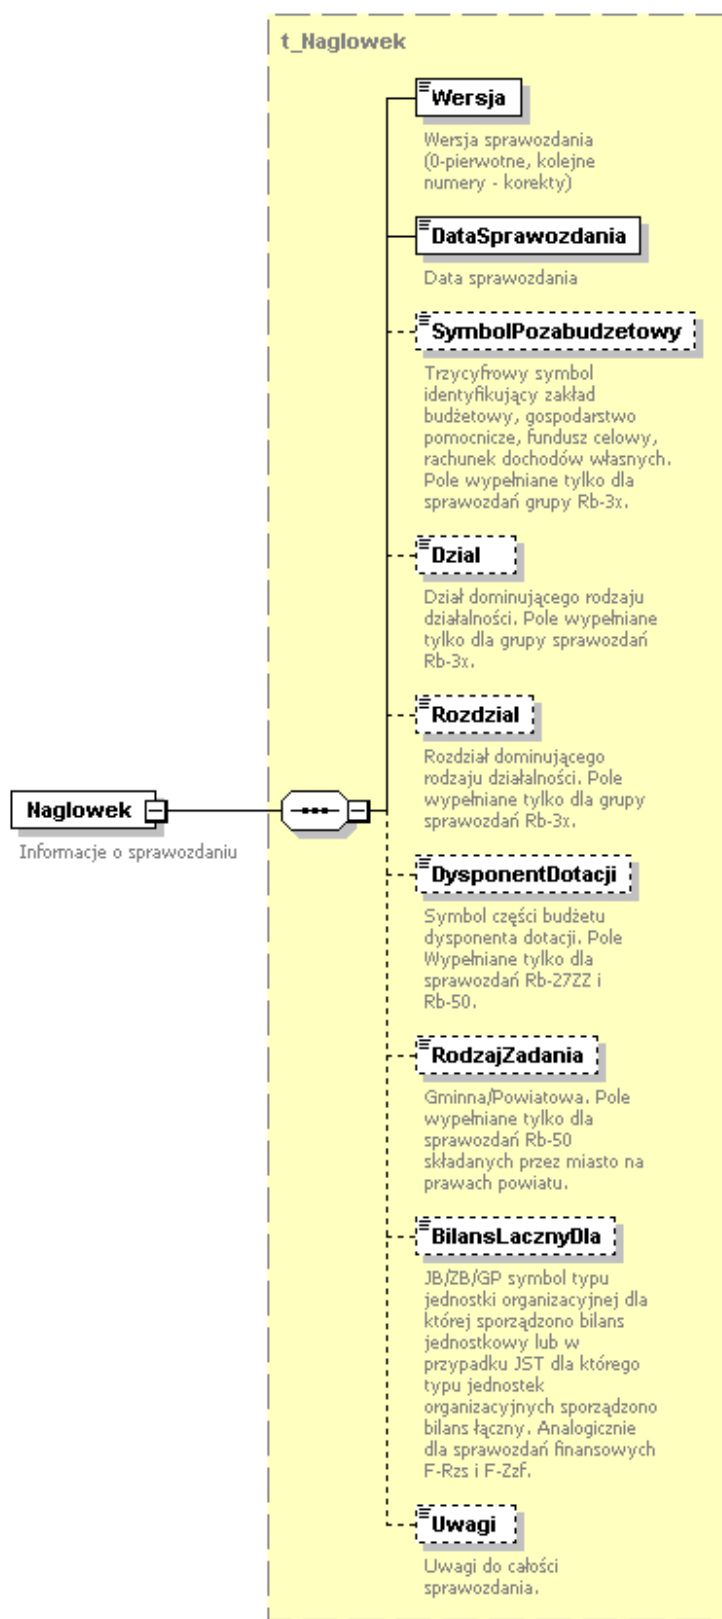 t_Naglowek
Wersja
Wersja sprawozdania
(0-pierwotne, kolejne
numery - korekty)
DataSprawozdania
Data sprawozdania
SymbolPozabudzetowy
Trzycyfrowy symbol
identyfikujący zakład
budżetowy, gospodarstwo
pomocnicze, fundusz celowy,
rachunek dochodów własnych.
Pole wypełniane tylko dla
sprawozdań grupy Rb-3x.
Dzial
Dział dominującego rodzaju
działalności. Pole wypełniane
tylko dla grupy sprawozdań
Rb-3x.
Rozdzial
Rozdział dominującego
rodzaju działalności. Pole
wypełniane tylko dla grupy
sprawozdań Rb-3x.
Naglowek
Informacje o sprawozdaniu
DysponentDotacji
Symbol części budżetu
dysponenta dotacji. Pole
Wypełniane tylko dla
sprawozdań Rb-27ZZ i
Rb-50.
RodzajZadania
Gminna/Powiatowa. Pole
wypełniane tylko dla
sprawozdań Rb-50
składanych przez miasto na
prawach powiatu.
BilansLacznyDla
JB/ZB/GP symbol typu
jednostki organizacyjnej dla
której sporządzono bilans
jednostkowy lub w
przypadku JST dla którego
typu jednostek
organizacyjnych sporządzono
bilans łączny. Analogicznie
dla sprawozdań finansowych
F-Rzs i F-Zzf.
Uwagi
Uwagi do całości
sprawozdania.